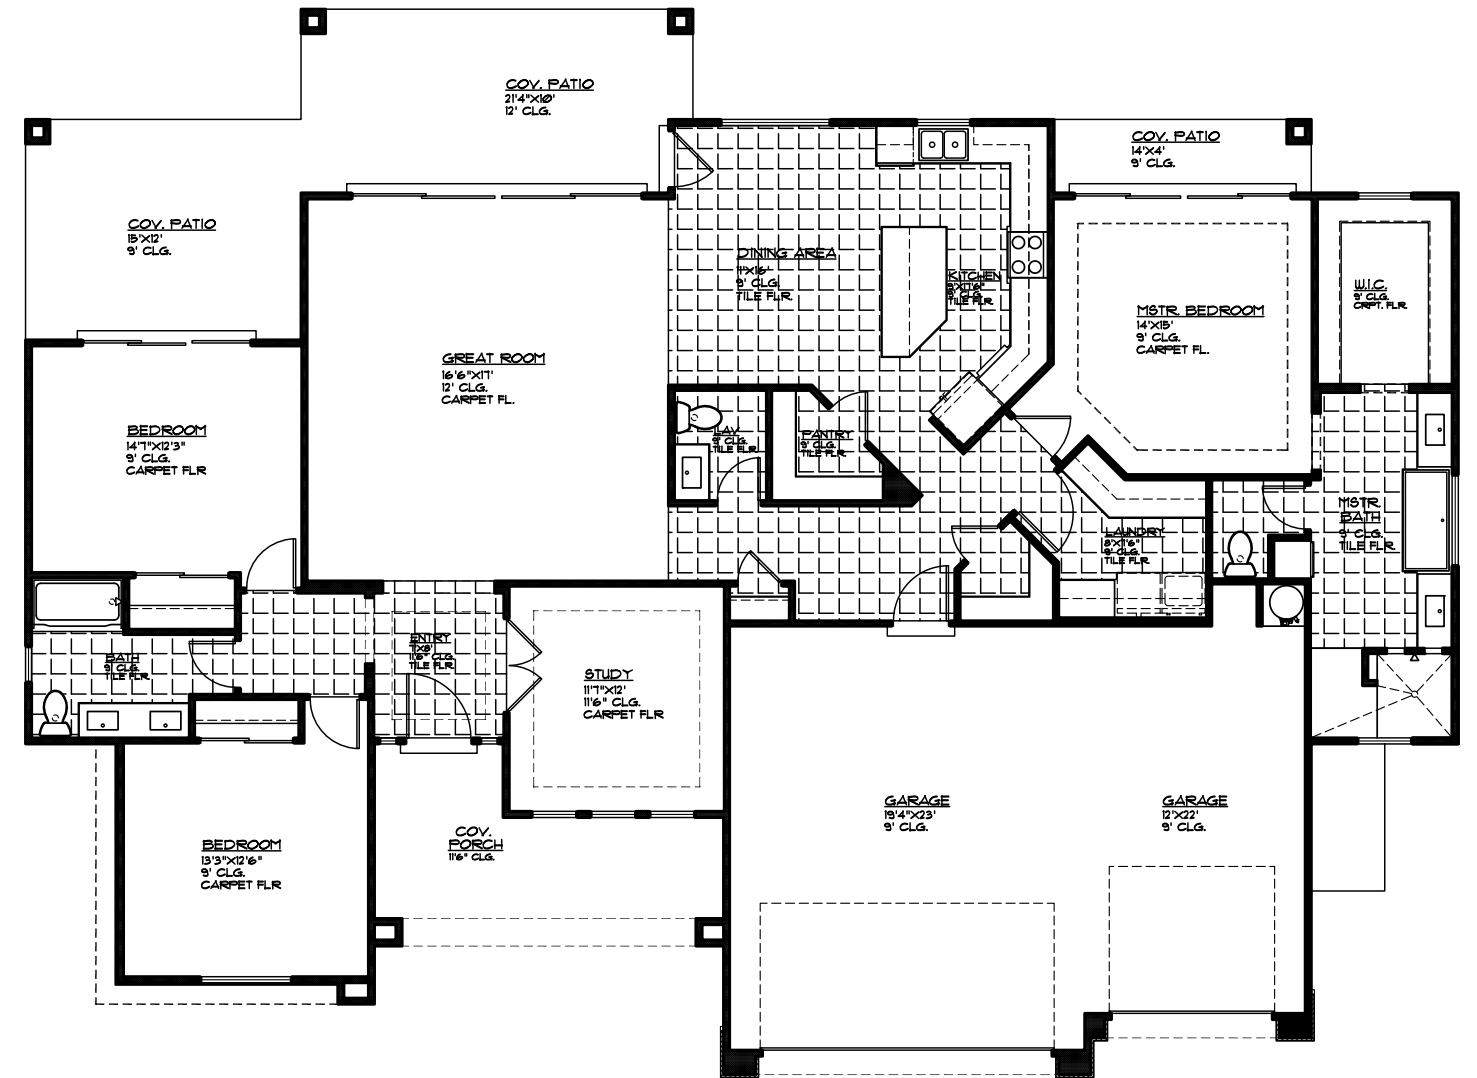 COV. PATIO
21'4"X10'
12' CLG.
COV. PATIO
14'X4'
9' CLG.
COV. PATIO
15'X12'
9' CLG.
DINING AREA
11'X16'
9' CLG.
TILE FLR.
KITCHEN
9' CLG.
TILE FLR.
W.I.C.
9' CLG.
CRPT. FLR.
MSTR. BEDROOM
14'X15'
9' CLG.
CARPET FL.
GREAT ROOM
16'6"X17'
12' CLG.
CARPET FL.
BEDROOM
14'7"X12'3"
9' CLG.
CARPET FLR
LAV
9' CLG.
TILE FLR.
PANTRY
9' CLG.
TILE FLR.
MSTR.
BATH
9' CLG.
TILE FLR.
LAUNDRY
8'X7'6"
9' CLG.
TILE FLR.
BATH
9' CLG.
TILE FLR.
ENTRY
7'X8'
11'6" CLG.
TILE FLR.
STUDY
11'7"X12'
11'6" CLG.
CARPET FLR
GARAGE
19'4"X23'
9' CLG.
GARAGE
12'X22'
9' CLG.
COV.
PORCH
11'6" CLG.
BEDROOM
13'3"X12'6"
9' CLG.
CARPET FLR